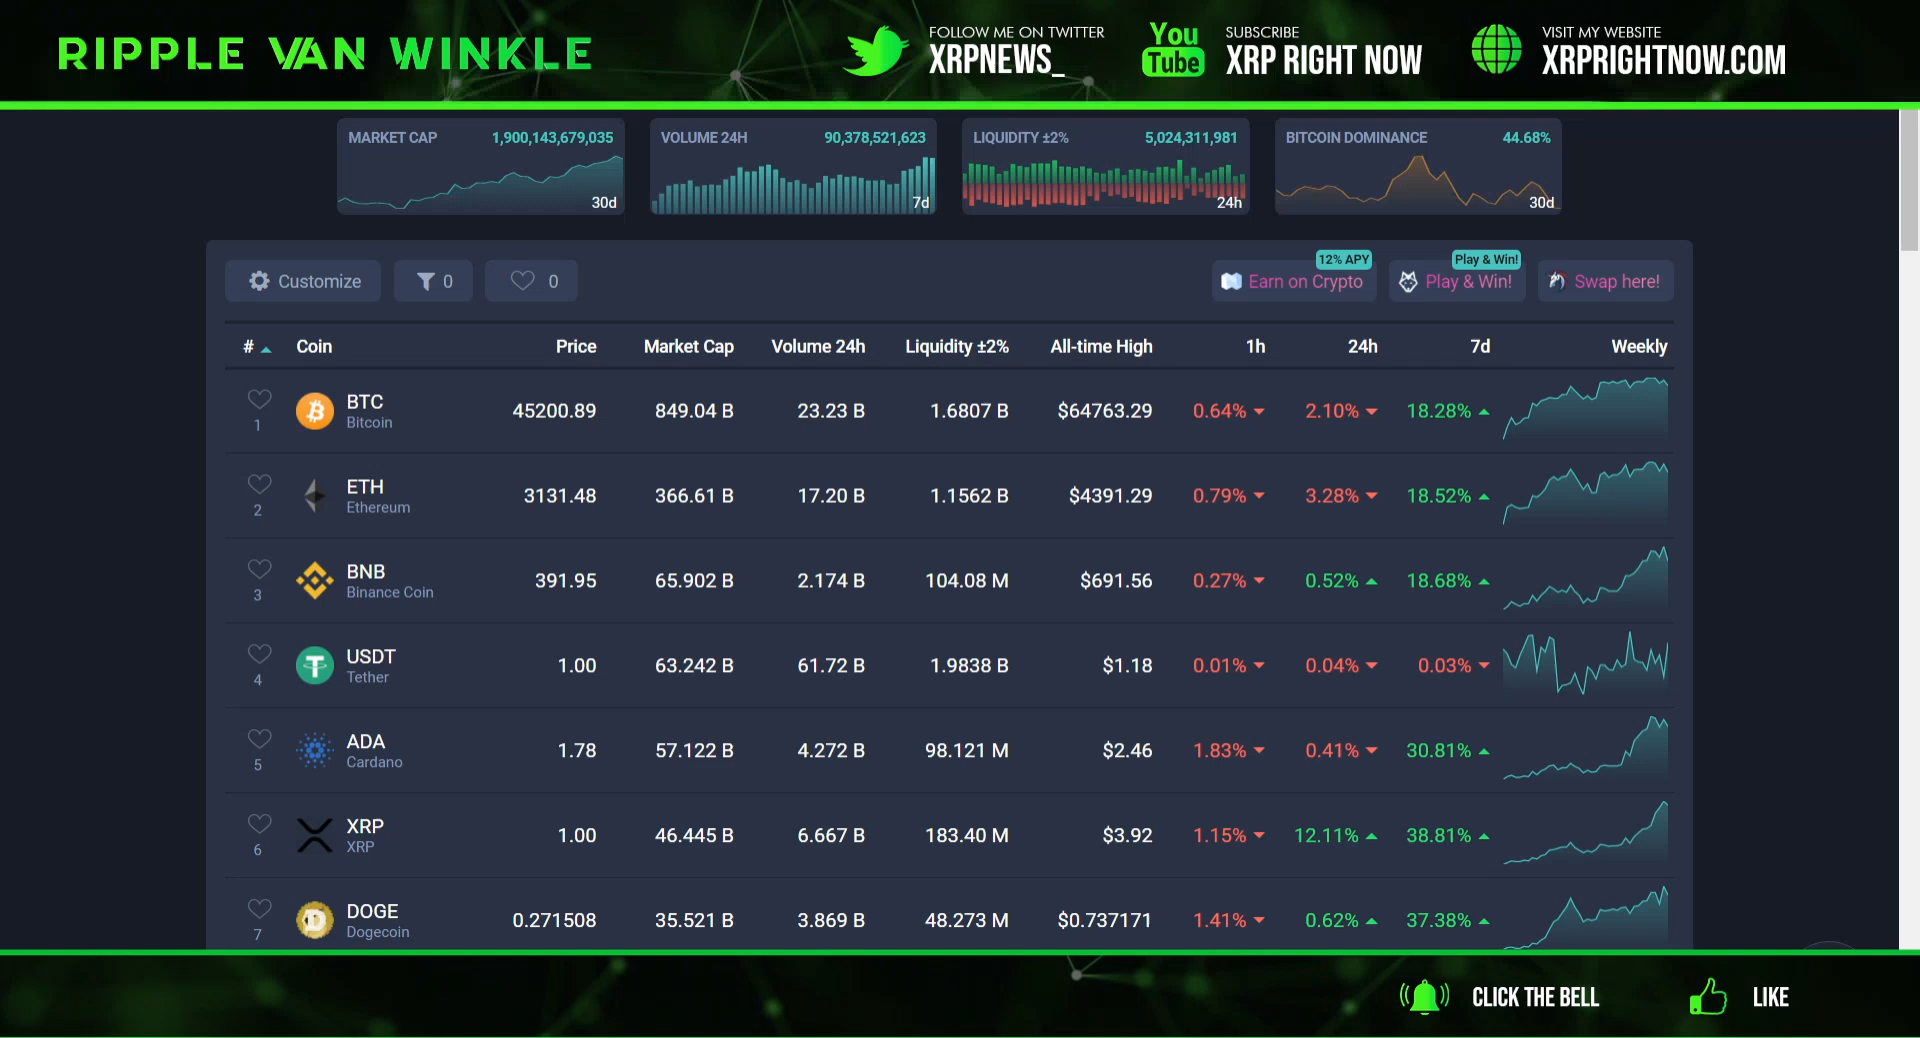 RIPPLE VAN WINKLE
FOLLOW ME ON TWITTER
XRPNEWS_
You
Tube
SUBSCRIBE
XRP RIGHT NOW
VISIT MY WEBSITE
XRPRIGHTNOW.COM
MARKET CAP 1,900,143,679,035
30d
VOLUME 24H 90,378,521,623
7d
LIQUIDITY ±2% 5,024,311,981
24h
BITCOIN DOMINANCE 44.68%
30d
Customize 0 0
12% APY
Earn on Crypto
Play & Win!
Play & Win!
Swap here!
# Coin Price Market Cap Volume 24h Liquidity ±2% All-time High 1h 24h 7d Weekly
1 BTC Bitcoin 45200.89 849.04 B 23.23 B 1.6807 B $64763.29 0.64% 2.10% 18.28%
2 ETH Ethereum 3131.48 366.61 B 17.20 B 1.1562 B $4391.29 0.79% 3.28% 18.52%
3 BNB Binance Coin 391.95 65.902 B 2.174 B 104.08 M $691.56 0.27% 0.52% 18.68%
4 USDT Tether 1.00 63.242 B 61.72 B 1.9838 B $1.18 0.01% 0.04% 0.03%
5 ADA Cardano 1.78 57.122 B 4.272 B 98.121 M $2.46 1.83% 0.41% 30.81%
6 XRP XRP 1.00 46.445 B 6.667 B 183.40 M $3.92 1.15% 12.11% 38.81%
7 DOGE Dogecoin 0.271508 35.521 B 3.869 B 48.273 M $0.737171 1.41% 0.62% 37.38%
CLICK THE BELL
LIKE